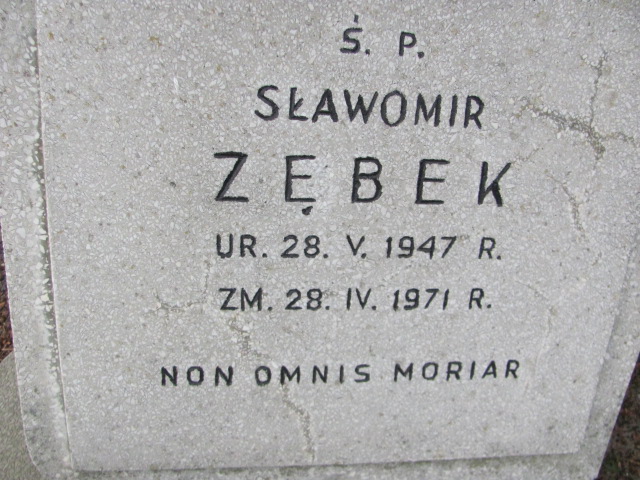 Ś. P.
SŁAWOMIR
ZĘBEK
UR. 28. V. 1947 R.
ZM. 28. IV. 1971 R.
NON OMNIS MORIAR